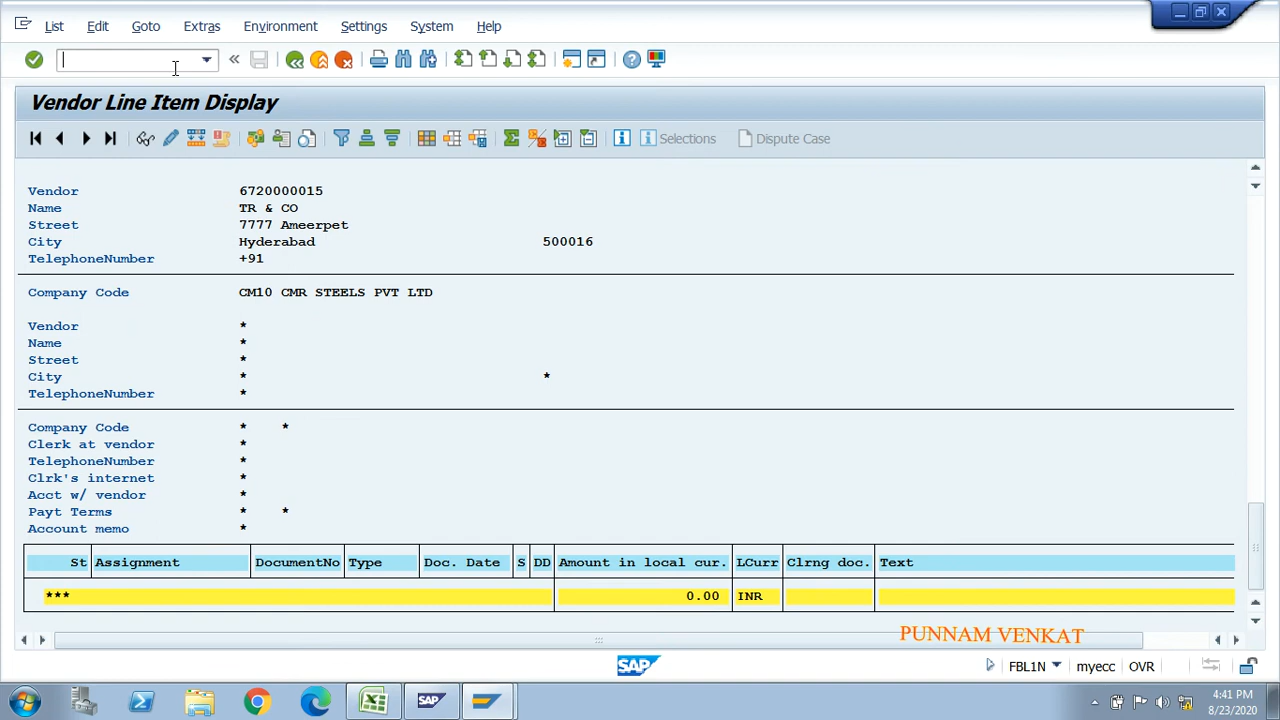 List Edit Goto Extras Environment Settings System Help
Vendor Line Item Display
Selections Dispute Case
Vendor 6720000015
Name TR & CO
Street 7777 Ameerpet
City Hyderabad 500016
TelephoneNumber +91
Company Code CM10 CMR STEELS PVT LTD
Vendor *
Name *
Street *
City * *
TelephoneNumber *
Company Code * *
Clerk at vendor *
TelephoneNumber *
Clrk's internet *
Acct w/ vendor *
Payt Terms * *
Account memo *
St Assignment DocumentNo Type Doc. Date S DD Amount in local cur. LCurr Clrng doc. Text
*** 0.00 INR
PUNNAM VENKAT
SAP FBL1N myecc OVR
SAP 4:41 PM
8/23/2020